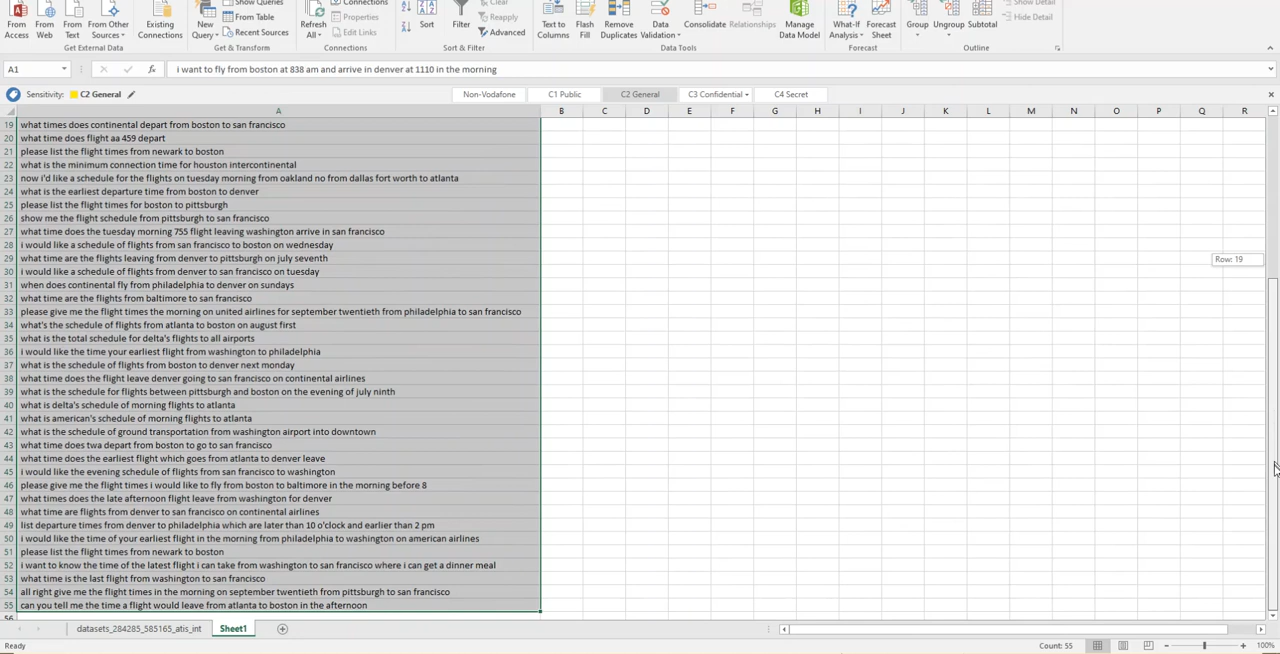 Show Queries
Connections
Clear
Show Detail
From Table
Properties
Reapply
Hide Detail
From Access
From Web
From Text
From Other Sources
Existing Connections
New Query
Recent Sources
Refresh All
Edit Links
Sort
Filter
Advanced
Text to Columns
Flash Fill
Remove Duplicates
Data Validation
Consolidate
Relationships
Manage Data Model
What-If Analysis
Forecast Sheet
Group
Ungroup
Subtotal
Get External Data
Get & Transform
Connections
Sort & Filter
Data Tools
Forecast
Outline
A1
fx
i want to fly from boston at 838 am and arrive in denver at 1110 in the morning
Sensitivity: C2 General
Non-Vodafone
C1 Public
C2 General
C3 Confidential
C4 Secret
A B C D E F G H I J K L M N O P Q R
19 what times does continental depart from boston to san francisco
20 what time does flight aa 459 depart
21 please list the flight times from newark to boston
22 what is the minimum connection time for houston intercontinental
23 now i'd like a schedule for the flights on tuesday morning from oakland no from dallas fort worth to atlanta
24 what is the earliest departure time from boston to denver
25 please list the flight times for boston to pittsburgh
26 show me the flight schedule from pittsburgh to san francisco
27 what time does the tuesday morning 755 flight leaving washington arrive in san francisco
28 i would like a schedule of flights from san francisco to boston on wednesday
29 what time are the flights leaving from denver to pittsburgh on july seventh
Row: 19
30 i would like a schedule of flights from denver to san francisco on tuesday
31 when does continental fly from philadelphia to denver on sundays
32 what time are the flights from baltimore to san francisco
33 please give me the flight times the morning on united airlines for september twentieth from philadelphia to san francisco
34 what's the schedule of flights from atlanta to boston on august first
35 what is the total schedule for delta's flights to all airports
36 i would like the time your earliest flight from washington to philadelphia
37 what is the schedule of flights from boston to denver next monday
38 what time does the flight leave denver going to san francisco on continental airlines
39 what is the schedule for flights between pittsburgh and boston on the evening of july ninth
40 what is delta's schedule of morning flights to atlanta
41 what is american's schedule of morning flights to atlanta
42 what is the schedule of ground transportation from washington airport into downtown
43 what time does twa depart from boston to go to san francisco
44 what time does the earliest flight which goes from atlanta to denver leave
45 i would like the evening schedule of flights from san francisco to washington
46 please give me the flight times i would like to fly from boston to baltimore in the morning before 8
47 what times does the late afternoon flight leave from washington for denver
48 what time are flights from denver to san francisco on continental airlines
49 list departure times from denver to philadelphia which are later than 10 o'clock and earlier than 2 pm
50 i would like the time of your earliest flight in the morning from philadelphia to washington on american airlines
51 please list the flight times from newark to boston
52 i want to know the time of the latest flight i can take from washington to san francisco where i can get a dinner meal
53 what time is the last flight from washington to san francisco
54 all right give me the flight times in the morning on september twentieth from pittsburgh to san francisco
55 can you tell me the time a flight would leave from atlanta to boston in the afternoon
56
datasets_284285_585165_atis_int
Sheet1
Ready
Count: 55
100%